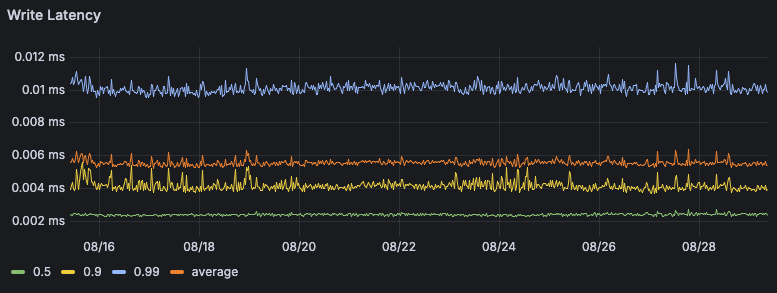 Write Latency
0.012 ms
0.01 ms
0.008 ms
0.006 ms
0.004 ms
0.002 ms
08/16 08/18 08/20 08/22 08/24 08/26 08/28
0.5 0.9 0.99 average